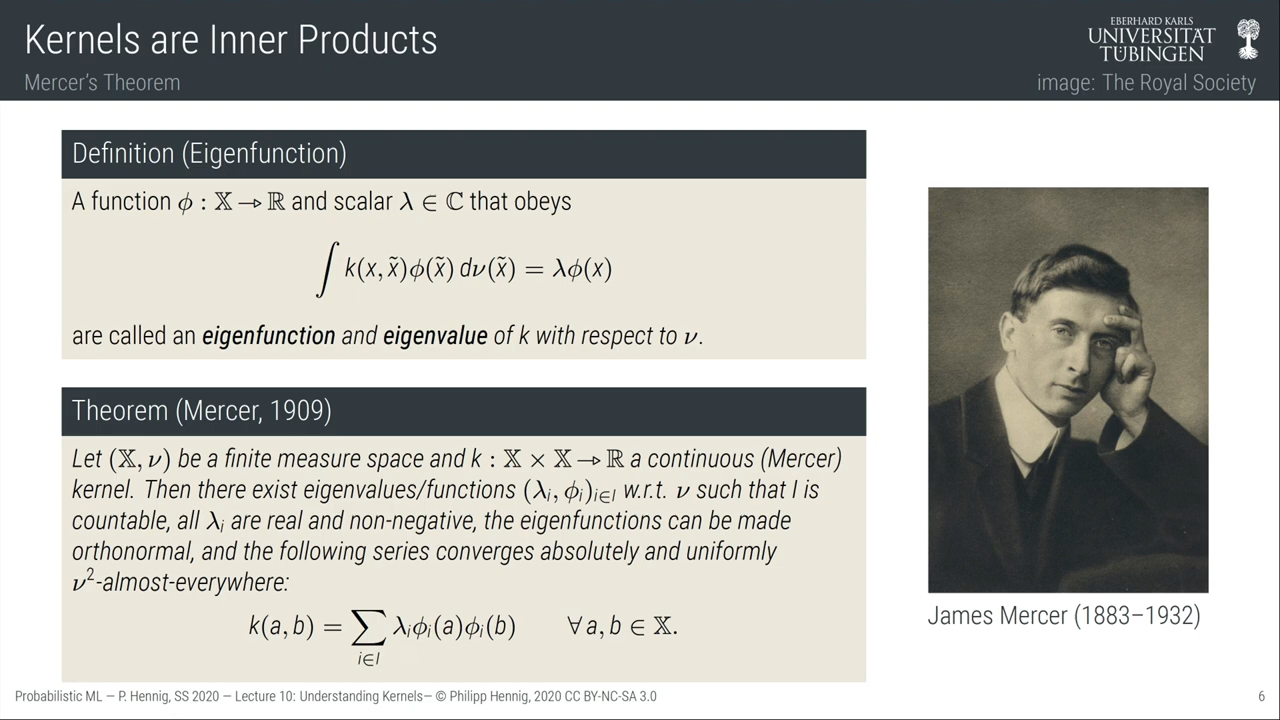 Kernels are Inner Products
Mercer's Theorem
EBERHARD KARLS
UNIVERSITÄT
TÜBINGEN
image: The Royal Society
Definition (Eigenfunction)
A function ϕ : 𝕏 → ℝ and scalar λ ∈ ℂ that obeys
∫ k(x, x̃)ϕ(x̃) dν(x̃) = λϕ(x)
are called an eigenfunction and eigenvalue of k with respect to ν.
Theorem (Mercer, 1909)
Let (𝕏, ν) be a finite measure space and k : 𝕏 × 𝕏 → ℝ a continuous (Mercer)
kernel. Then there exist eigenvalues/functions (λᵢ, ϕᵢ)ᵢ∈I w.r.t. ν such that I is
countable, all λᵢ are real and non-negative, the eigenfunctions can be made
orthonormal, and the following series converges absolutely and uniformly
ν²-almost-everywhere:
k(a, b) = ∑ λᵢϕᵢ(a)ϕᵢ(b) ∀ a, b ∈ 𝕏.
i∈I
James Mercer (1883–1932)
Probabilistic ML — P. Hennig, SS 2020 — Lecture 10: Understanding Kernels— © Philipp Hennig, 2020 CC BY-NC-SA 3.0
6